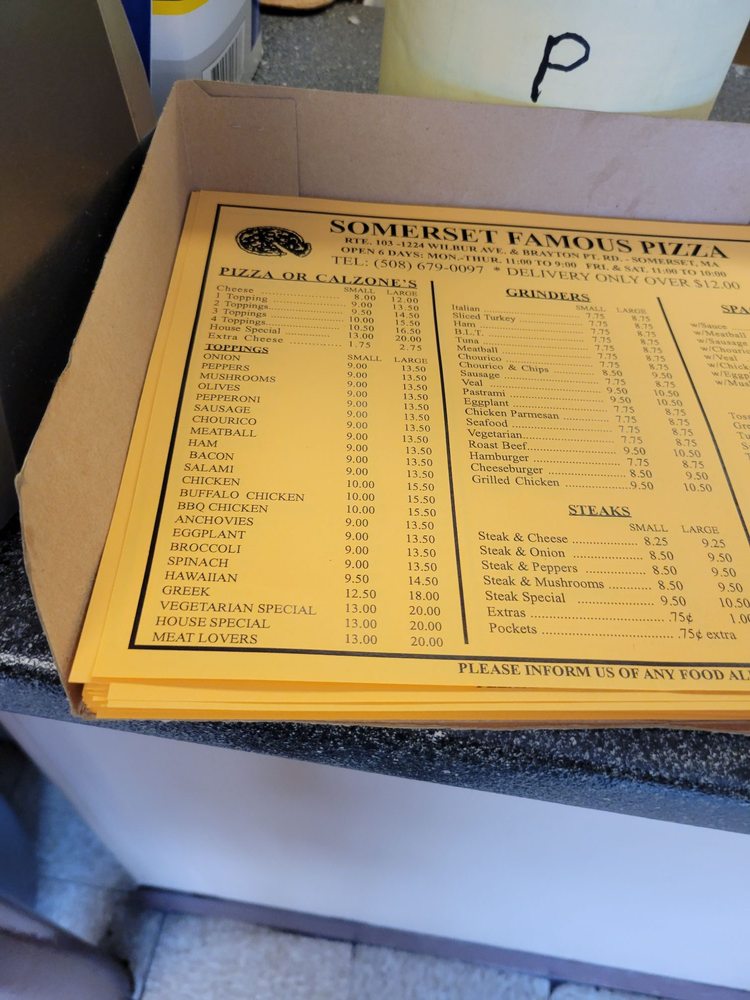 P
SOMERSET FAMOUS PIZZA
RTE. 103 -1224 WILBUR AVE. & BRAYTON PT. RD. - SOMERSET, MA
OPEN 6 DAYS: MON.-THUR. 11:00 TO 9:00 FRI. & SAT. 11:00 TO 10:00
TEL: (508) 679-0097 * DELIVERY ONLY OVER $12.00
PIZZA OR CALZONE'S
SMALL LARGE
Cheese 8.00 12.00
1 Topping 9.00 13.50
2 Toppings 9.50 14.50
3 Toppings 10.00 15.50
4 Toppings 10.50 16.50
House Special 13.00 20.00
Extra Cheese 1.75 2.75
TOPPINGS
SMALL LARGE
ONION 9.00 13.50
PEPPERS 9.00 13.50
MUSHROOMS 9.00 13.50
OLIVES 9.00 13.50
PEPPERONI 9.00 13.50
SAUSAGE 9.00 13.50
CHOURICO 9.00 13.50
MEATBALL 9.00 13.50
HAM 9.00 13.50
BACON 9.00 13.50
SALAMI 9.00 13.50
CHICKEN 10.00 15.50
BUFFALO CHICKEN 10.00 15.50
BBQ CHICKEN 10.00 15.50
ANCHOVIES 9.00 13.50
EGGPLANT 9.00 13.50
BROCCOLI 9.00 13.50
SPINACH 9.00 13.50
HAWAIIAN 9.50 14.50
GREEK 12.50 18.00
VEGETARIAN SPECIAL 13.00 20.00
HOUSE SPECIAL 13.00 20.00
MEAT LOVERS 13.00 20.00
GRINDERS
SMALL LARGE
Italian 7.75 8.75
Sliced Turkey 7.75 8.75
Ham 7.75 8.75
B.L.T. 7.75 8.75
Tuna 7.75 8.75
Meatball 7.75 8.75
Chourico 7.75 8.75
Chourico & Chips 8.50 9.50
Sausage 7.75 8.75
Veal 9.50 10.50
Pastrami 9.50 10.50
Eggplant 7.75 8.75
Chicken Parmesan 7.75 8.75
Seafood 7.75 8.75
Vegetarian 7.75 8.75
Roast Beef 9.50 10.50
Hamburger 7.75 8.75
Cheeseburger 8.50 9.50
Grilled Chicken 9.50 10.50
STEAKS
SMALL LARGE
Steak & Cheese 8.25 9.25
Steak & Onion 8.50 9.50
Steak & Peppers 8.50 9.50
Steak & Mushrooms 8.50 9.50
Steak Special 9.50 10.50
Extras .75¢ 1.00
Pockets .75¢ extra
SPA
w/Sauce
w/Meatball
w/Sausag
w/Chouri
w/Veal
w/Chick
w/Eggp
w/Mus
Toss
Gre
PLEASE INFORM US OF ANY FOOD AL